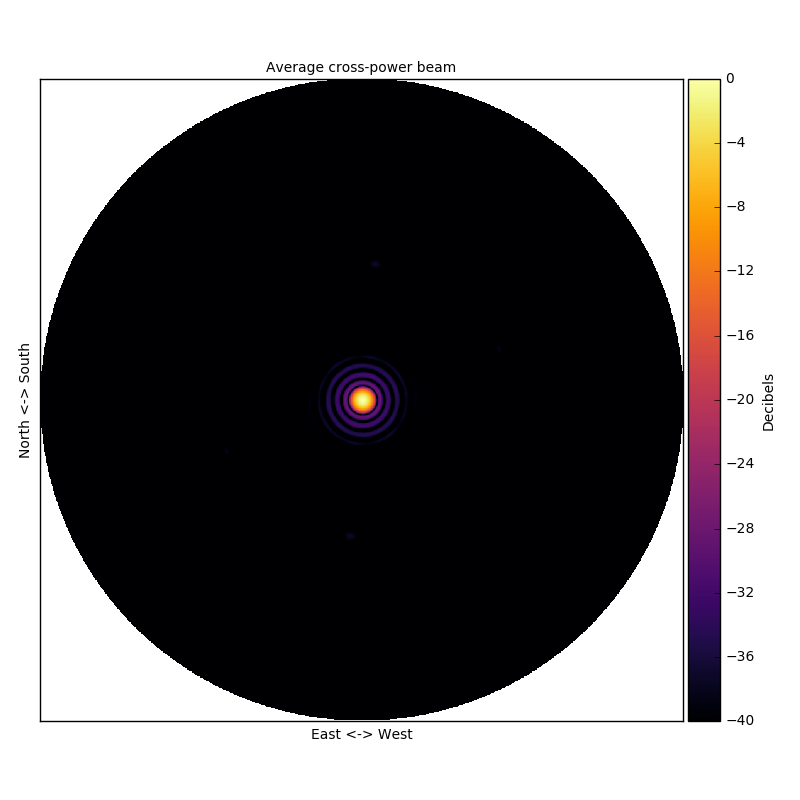 Average cross-power beam
North <-> South
East <-> West
0
−4
−8
−12
−16
−20
−24
−28
−32
−36
−40
Decibels